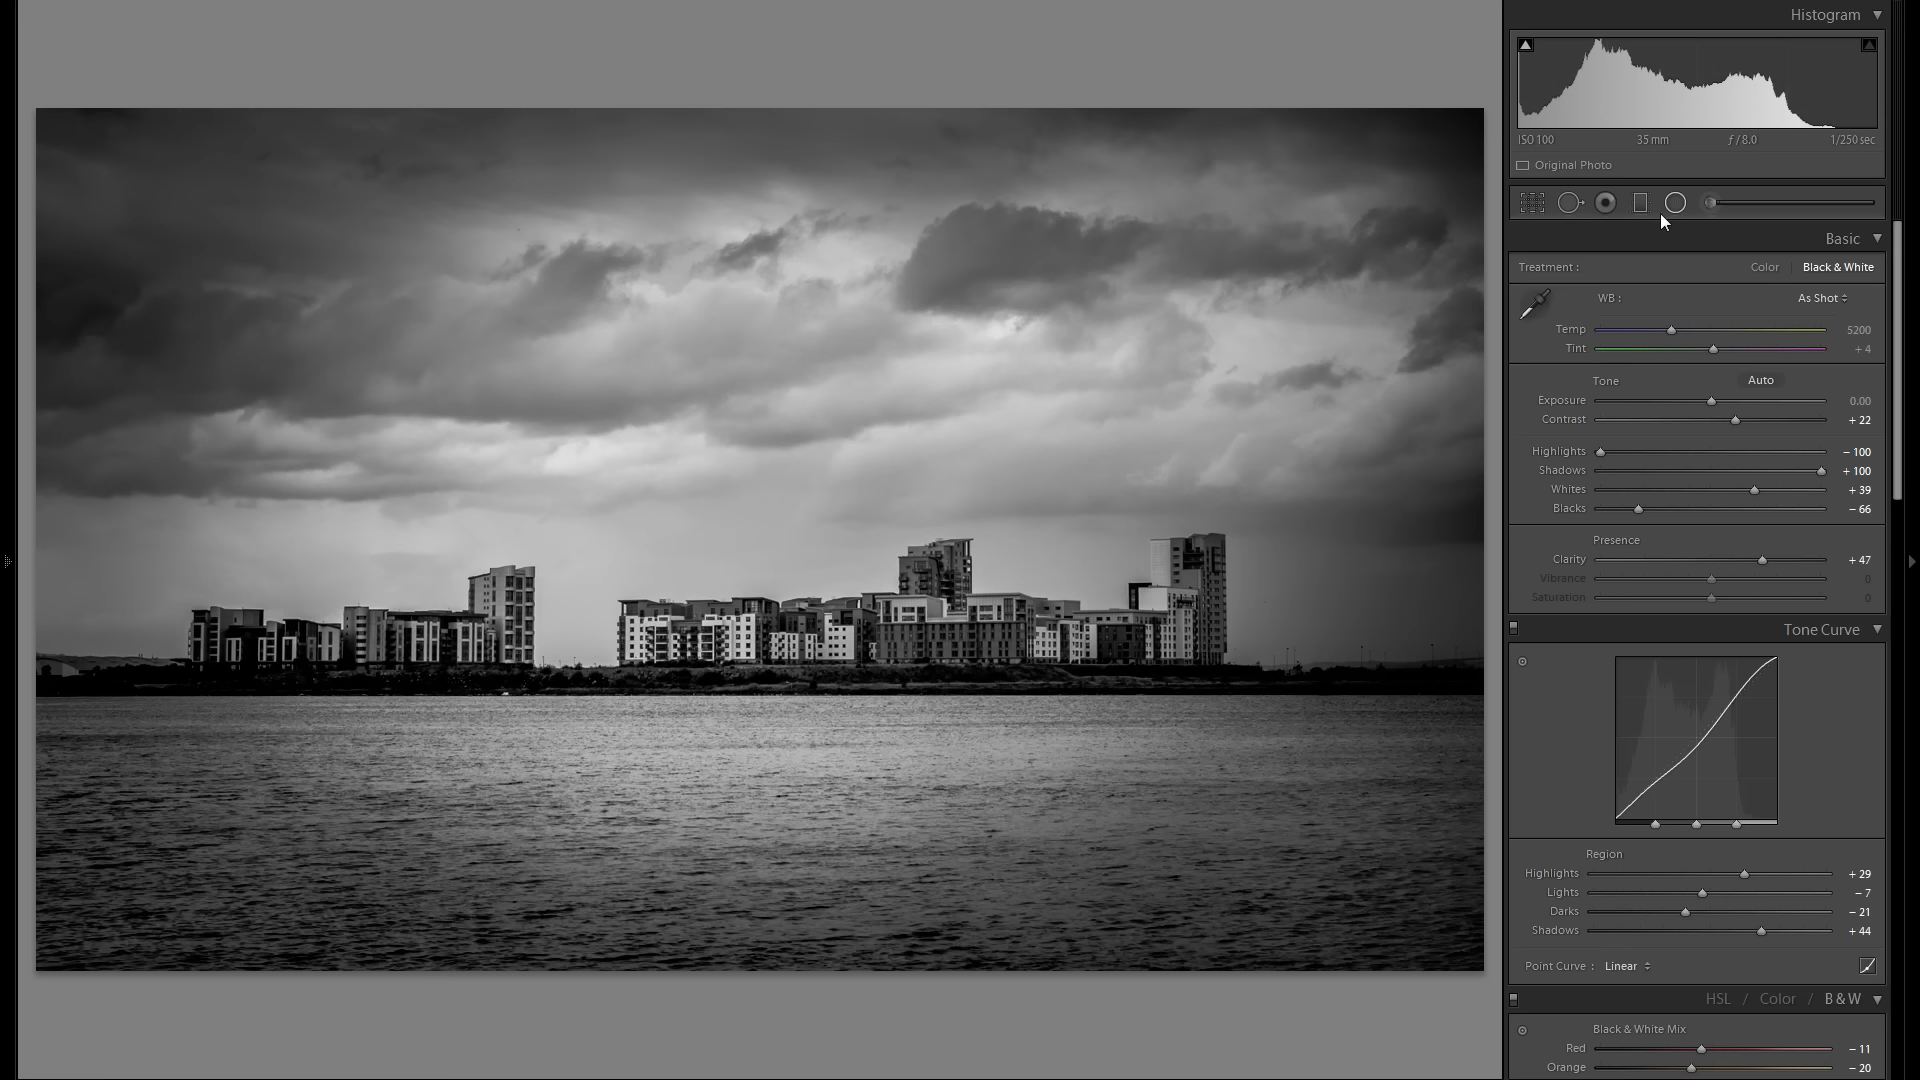 Histogram
ISO 100 35 mm ƒ / 8.0 1/250 sec
Original Photo
Basic
Treatment : Color Black & White
WB : As Shot
Temp 5200
Tint + 4
Tone Auto
Exposure 0.00
Contrast + 22
Highlights − 100
Shadows + 100
Whites + 39
Blacks − 66
Presence
Clarity + 47
Vibrance 0
Saturation 0
Tone Curve
Region
Highlights + 29
Lights − 7
Darks − 21
Shadows + 44
Point Curve : Linear
HSL / Color / B & W
Black & White Mix
Red − 11
Orange − 20